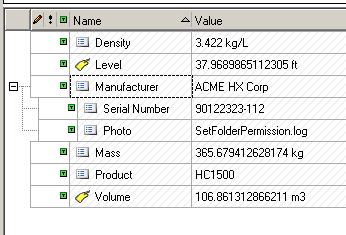 Name Value
Density 3.422 kg/L
Level 37.9689865112305 ft
Manufacturer ACME HX Corp
Serial Number 90122323-112
Photo SetFolderPermission.log
Mass 365.679412628174 kg
Product HC1500
Volume 106.861312866211 m3